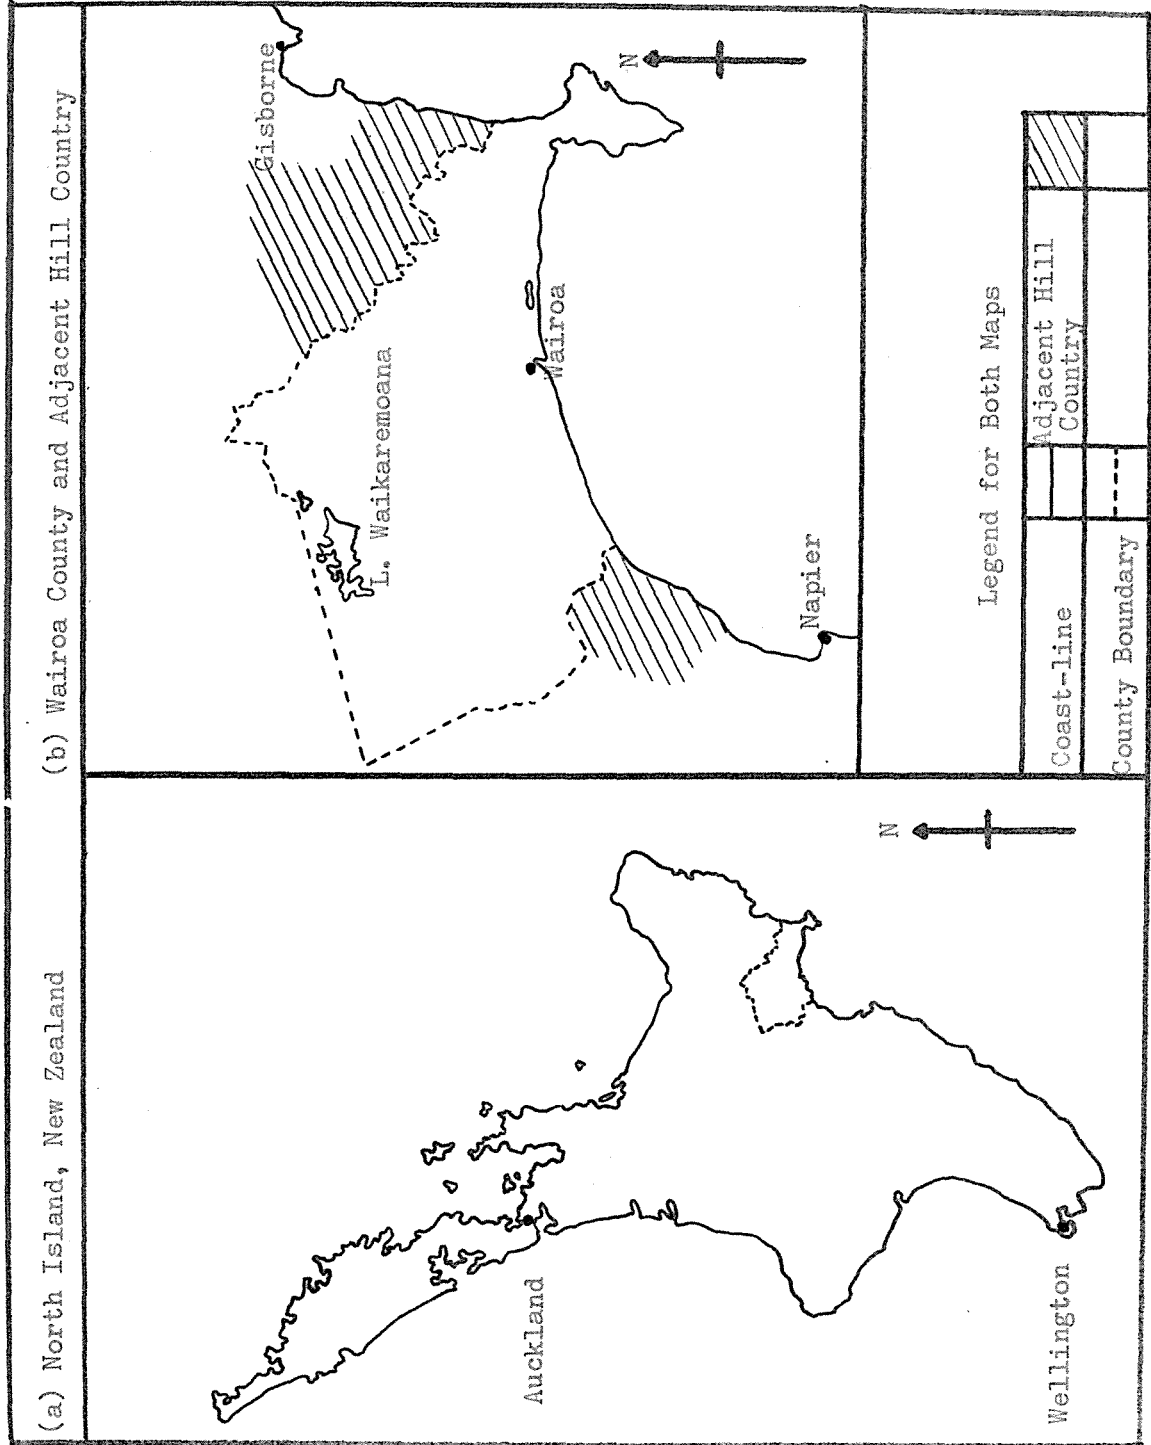 (a) North Island, New Zealand
N
Auckland
Wellington
(b) Wairoa County and Adjacent Hill Country
Gisborne
N
L. Waikaremoana
Wairoa
Napier
Legend for Both Maps
Coast-line
Adjacent Hill
Country
County Boundary